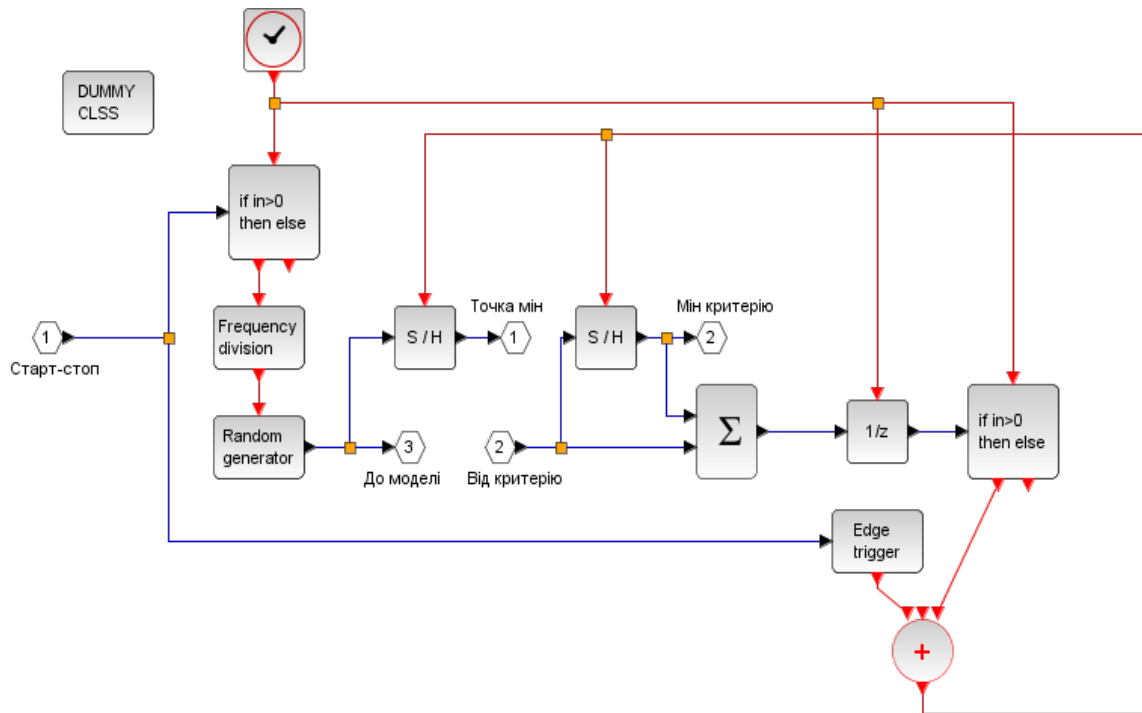 DUMMY
CLSS
if in>0
then else
Точка мін
Мін критерію
Frequency
division
S / H
1
S / H
2
1
Старт-стоп
if in>0
then else
Σ
1/z
Random
generator
3
2
До моделі
Від критерію
Edge
trigger
+